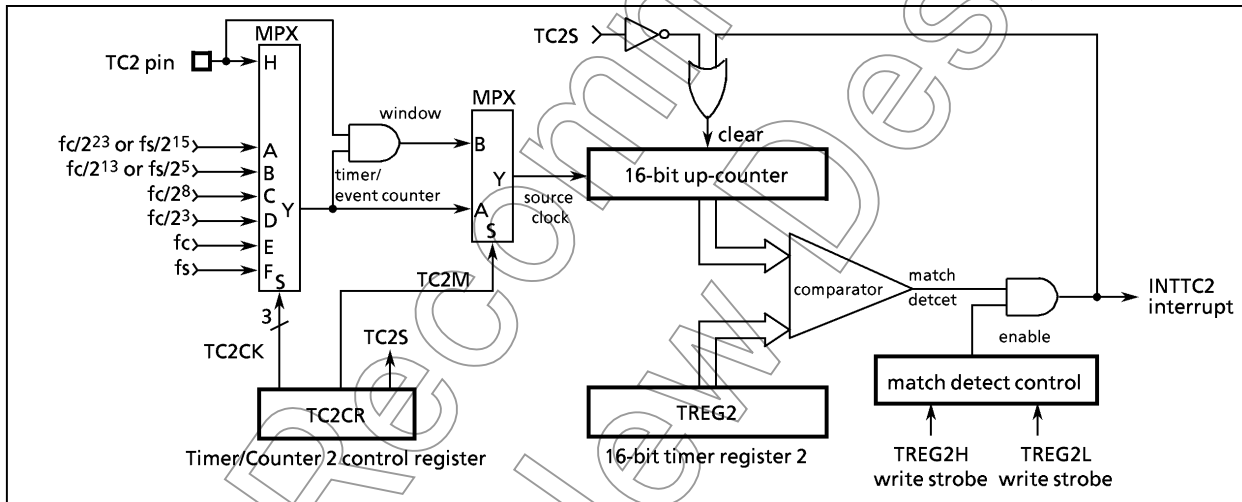 MPX
TC2 pin
H
fc/2²³ or fs/2¹⁵
A
fc/2¹³ or fs/2⁵
B
fc/2⁸
C
fc/2³
D
fc
E
fs
F
Y
S
3
TC2CK
window
timer/
event counter
MPX
B
Y
A
S
source
clock
TC2M
TC2S
TC2CR
Timer/Counter 2 control register
TC2S
clear
16-bit up-counter
comparator
match
detcet
INTTC2
interrupt
enable
match detect control
TREG2H
write strobe
TREG2L
write strobe
TREG2
16-bit timer register 2